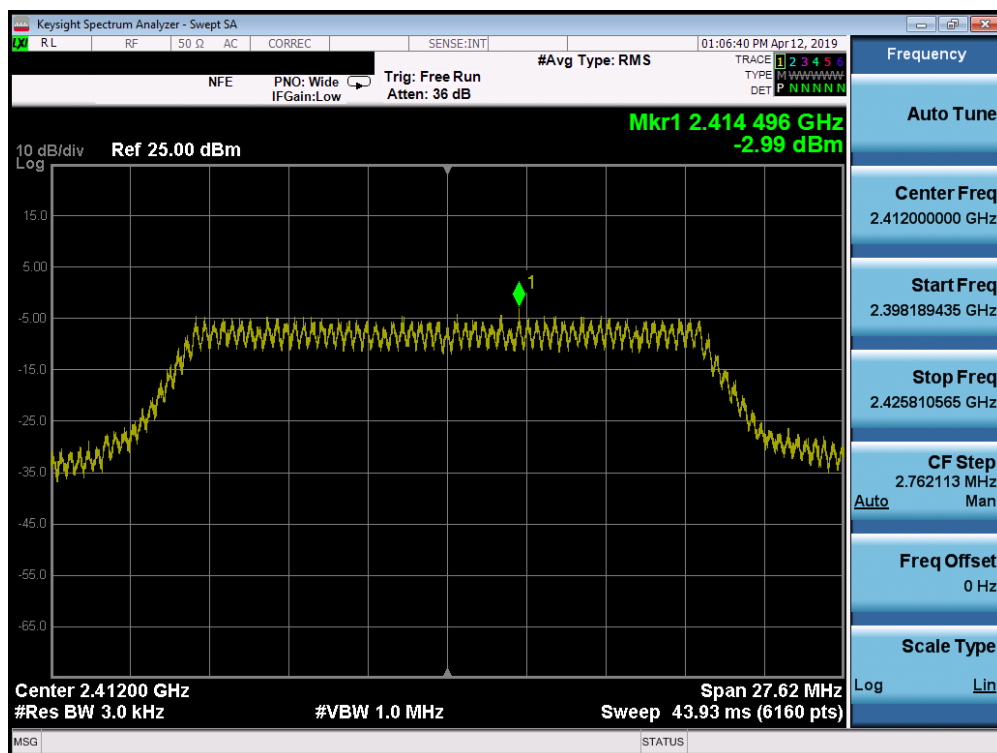 Keysight Spectrum Analyzer - Swept SA
LXI RL RF 50 Ω AC CORREC SENSE:INT 01:06:40 PM Apr 12, 2019
NFE PNO: Wide Trig: Free Run #Avg Type: RMS TRACE 1 2 3 4 5 6
IFGain:Low Atten: 36 dB TYPE M WWWWW
DET P N N N N N
Mkr1 2.414 496 GHz
-2.99 dBm
10 dB/div Ref 25.00 dBm
Log
15.0
5.00
1
-5.00
-15.0
-25.0
-35.0
-45.0
-55.0
-65.0
Center 2.41200 GHz Span 27.62 MHz
#Res BW 3.0 kHz #VBW 1.0 MHz Sweep 43.93 ms (6160 pts)
MSG STATUS
Frequency
Auto Tune
Center Freq
2.412000000 GHz
Start Freq
2.398189435 GHz
Stop Freq
2.425810565 GHz
CF Step
2.762113 MHz
Auto Man
Freq Offset
0 Hz
Scale Type
Log Lin